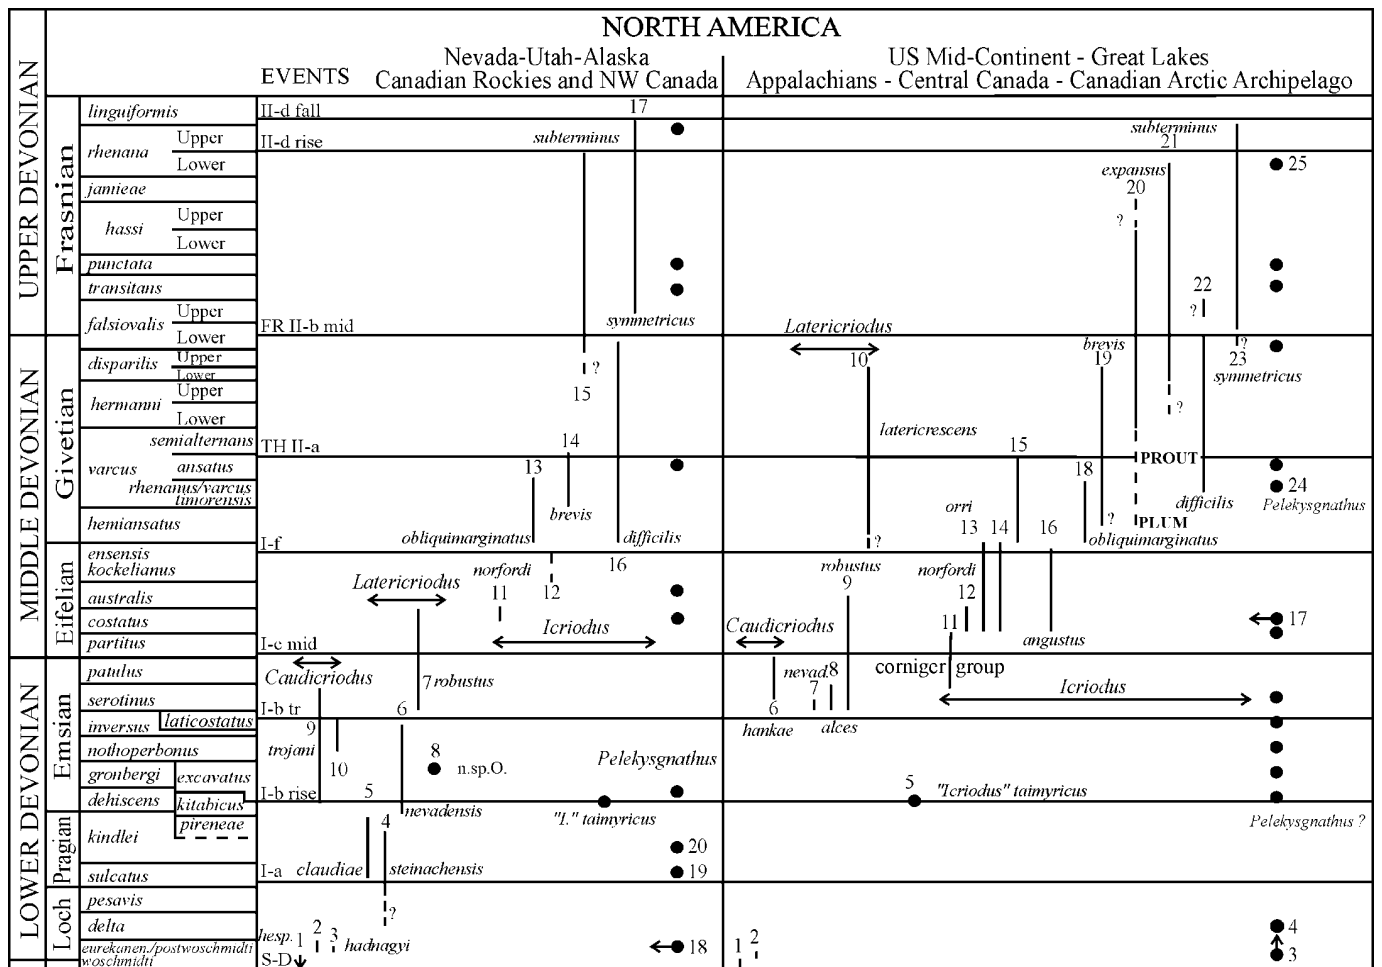 NORTH AMERICA
Nevada-Utah-Alaska
Canadian Rockies and NW Canada
US Mid-Continent - Great Lakes
Appalachians - Central Canada - Canadian Arctic Archipelago
EVENTS
UPPER DEVONIAN
MIDDLE DEVONIAN
LOWER DEVONIAN
Frasnian
Givetian
Eifelian
Emsian
Pragian
Loch
linguiformis
rhenana
Upper
Lower
jamieae
hassi
Upper
Lower
punctata
transitans
falsiovalis
Upper
Lower
disparilis
Upper
Lower
hermanni
Upper
Lower
varcus
semialternans
ansatus
rhenanus/varcus
timorensis
hemiansatus
ensensis
kockelianus
australis
costatus
partitus
patulus
serotinus
inversus
laticostatus
nothoperbonus
gronbergi
excavatus
dehiscens
kitabicus
pireneae
kindlei
sulcatus
pesavis
delta
eurekanen./postwoschmidti
woschmidti
II-d fall
II-d rise
FR II-b mid
TH II-a
I-f
I-c mid
I-b tr
I-b rise
I-a
S-D
17
subterminus
symmetricus
?
15
14
13
brevis
obliquimarginatus
difficilis
16
norfordi
11
12
Latericriodus
Icriodus
Caudicriodus
7 robustus
9
6
trojani
10
8
n.sp.O.
Pelekysgnathus
5
nevadensis
"I." taimyricus
4
20
claudiae
steinachensis
19
?
hesp.
1
2
3
hadnagyi
18
subterminus
21
expansus
20
?
25
22
?
Latericriodus
10
brevis
19
?
23
symmetricus
?
latericrescens
15
PROUT
18
24
difficilis
Pelekysgnathus
orri
13
14
16
?
PLUM
obliquimarginatus
?
robustus
9
norfordi
12
11
17
angustus
Caudicriodus
corniger group
nevad.
8
7
6
hankae
alces
Icriodus
5
"Icriodus" taimyricus
Pelekysgnathus ?
4
1
2
3